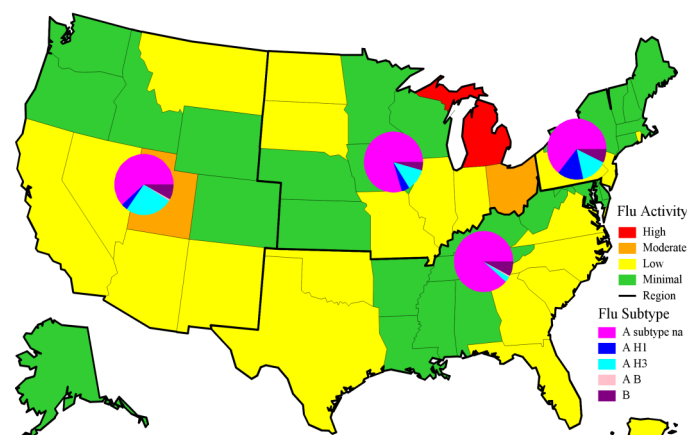 Flu Activity
High
Moderate
Low
Minimal
Region
Flu Subtype
A subtype na
A H1
A H3
A B
B